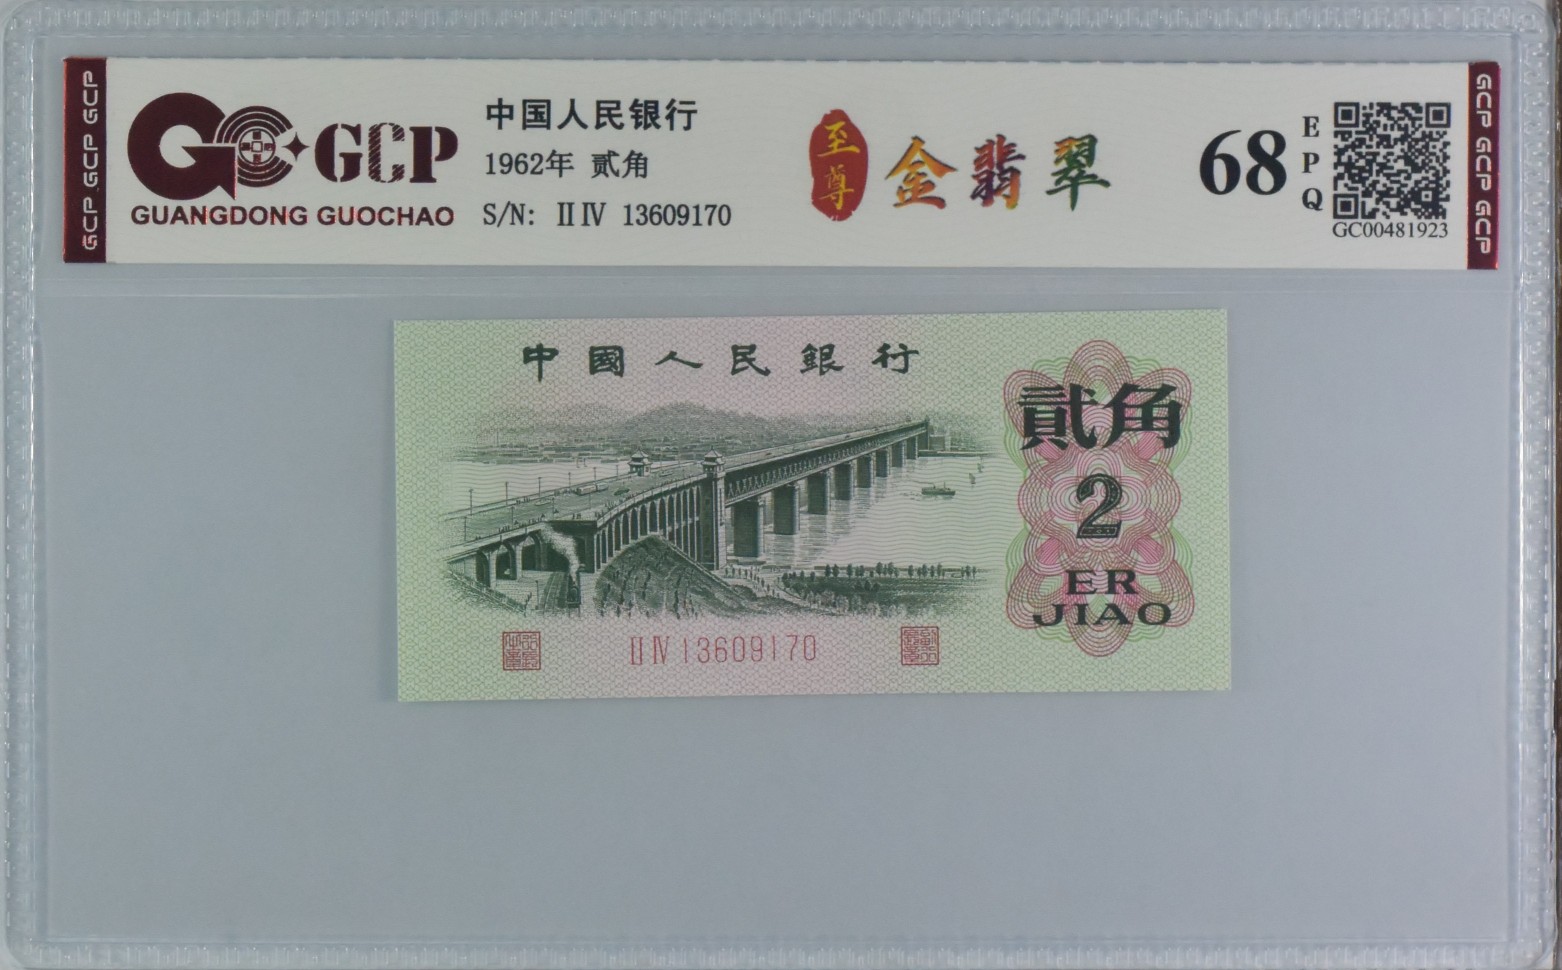 GCP GCP GCP
GCP
GUANGDONG GUOCHAO
中国人民银行
1962年 贰角
S/N: ⅡⅣ 13609170
至尊
金翡翠
68
EPQ
GC00481923
GCP GCP GCP
中國人民銀行
貳角
2
ER
JIAO
ⅡⅣ 13609170